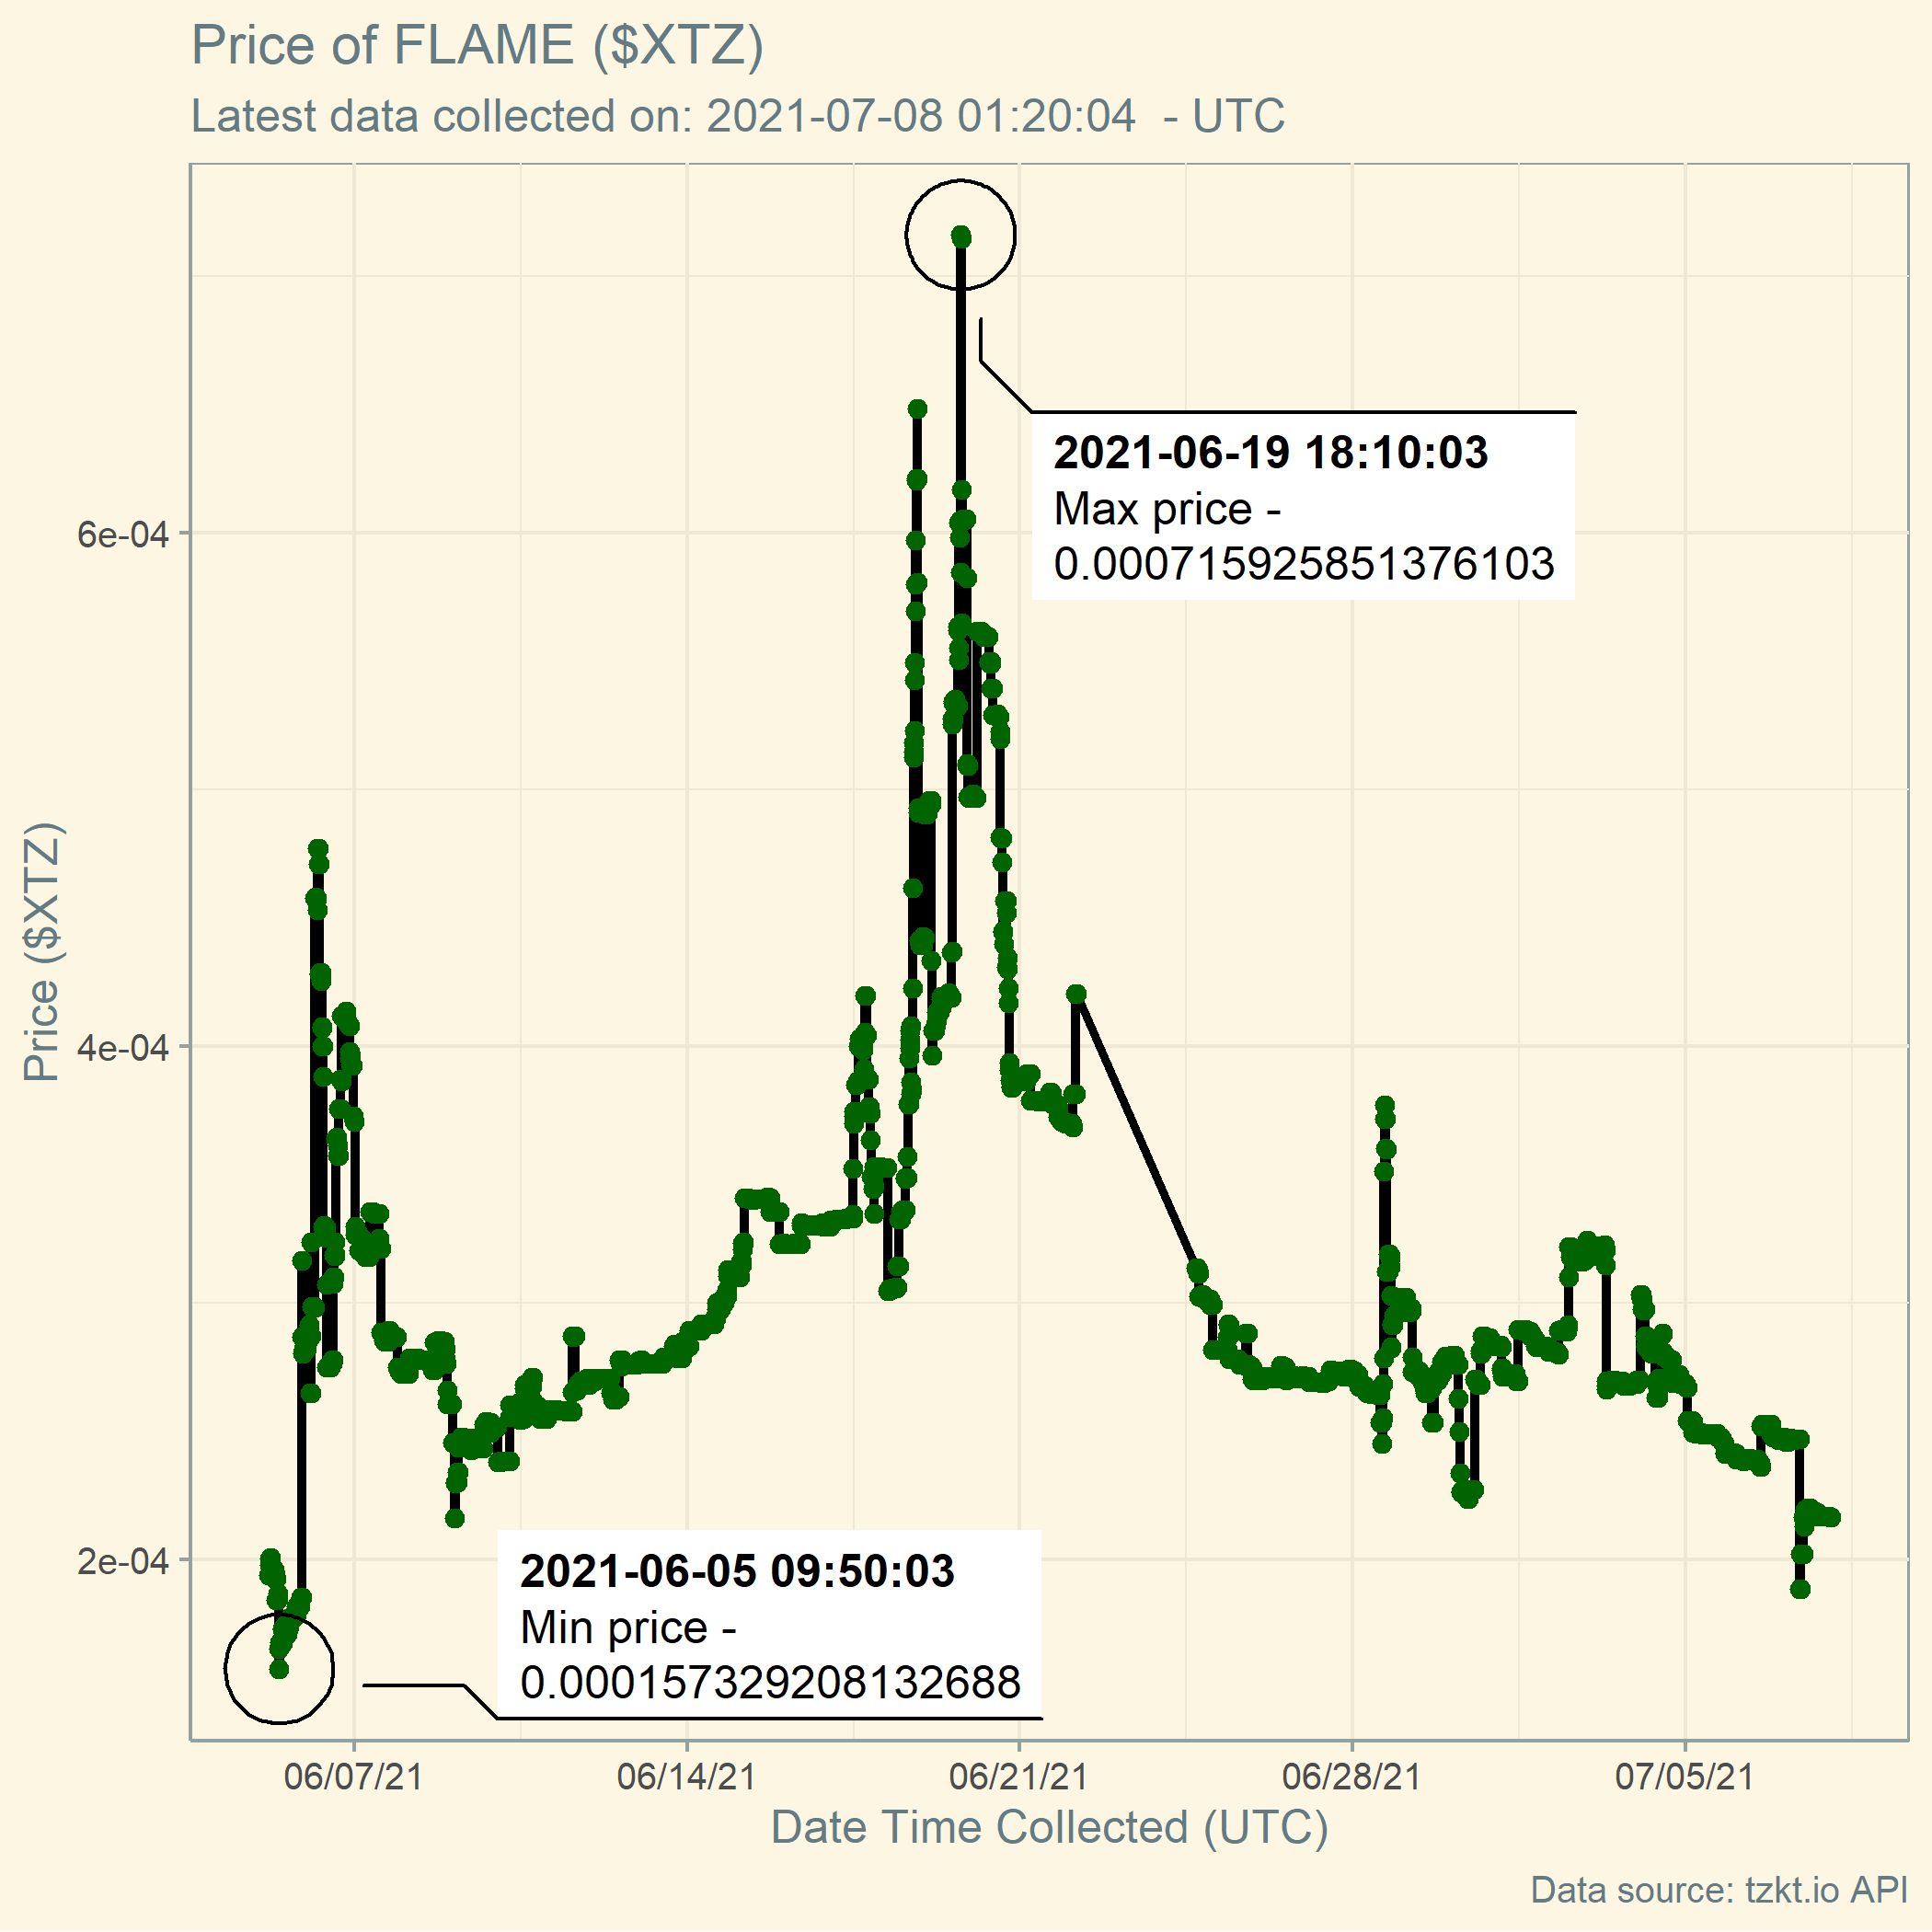 Price of FLAME ($XTZ)
Latest data collected on: 2021-07-08 01:20:04  - UTC
Price ($XTZ)
6e-04
4e-04
2e-04
2021-06-19 18:10:03
Max price -
0.000715925851376103
2021-06-05 09:50:03
Min price -
0.000157329208132688
06/07/21
06/14/21
06/21/21
06/28/21
07/05/21
Date Time Collected (UTC)
Data source: tzkt.io API